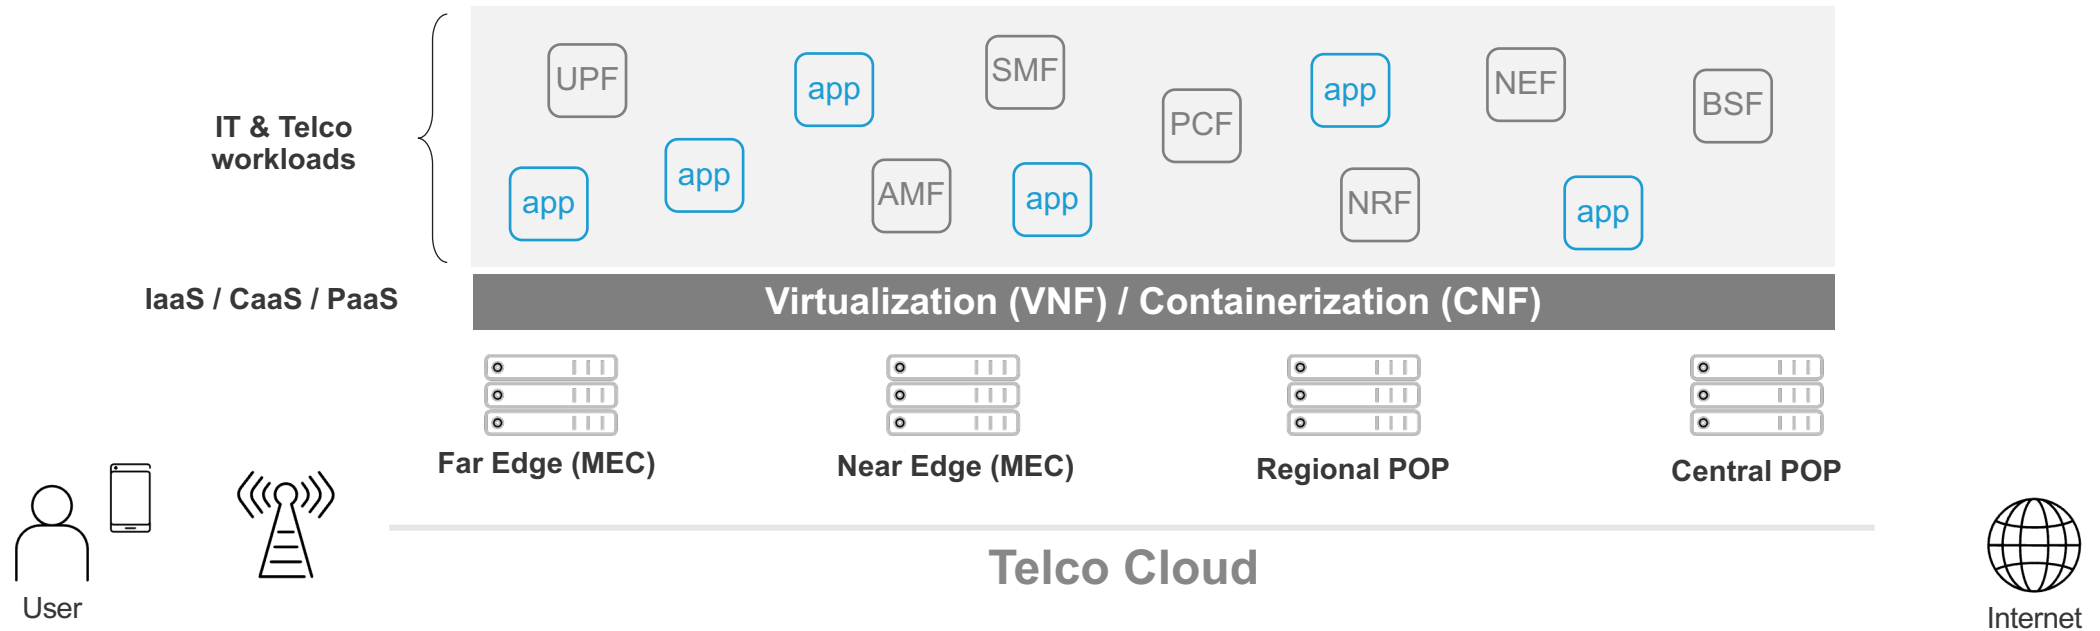 IT & Telco
workloads
UPF
app
SMF
app
NEF
BSF
PCF
app
app
AMF
app
NRF
app
IaaS / CaaS / PaaS
Virtualization (VNF) / Containerization (CNF)
Far Edge (MEC)
Near Edge (MEC)
Regional POP
Central POP
Telco Cloud
User
Internet